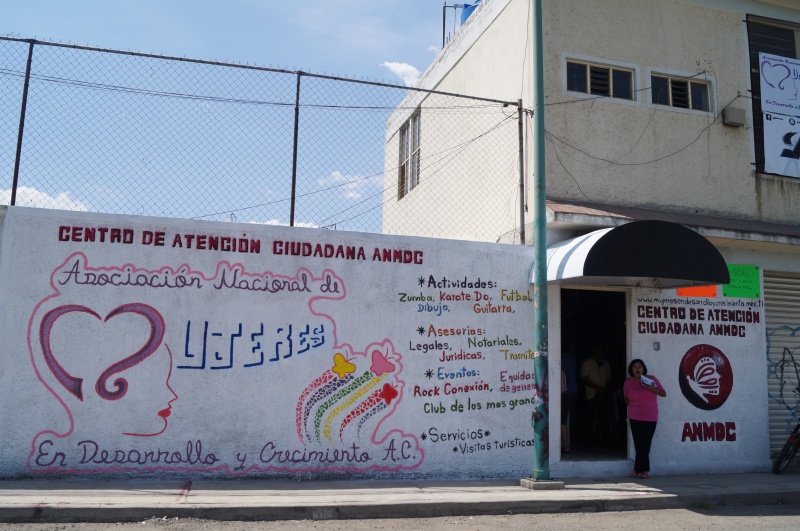 CENTRO DE ATENCIÓN CIUDADANA ANMDC
Asociación Nacional de
UJERES
En Desarrollo y Crecimiento A.C.
*Actividades:
Zumba, Karate Do, Futbol,
Dibujo, Guitarra,
*Asesorias:
Legales, Notariales,
Juridicas, Tramites
*Eventos:
Rock Conexión, Equidad
de genero
Club de los mas grandes
*Servicios*
*Visitas turisticas
CENTRO DE ATENCIÓN
CIUDADANA ANMDC
ANMDC